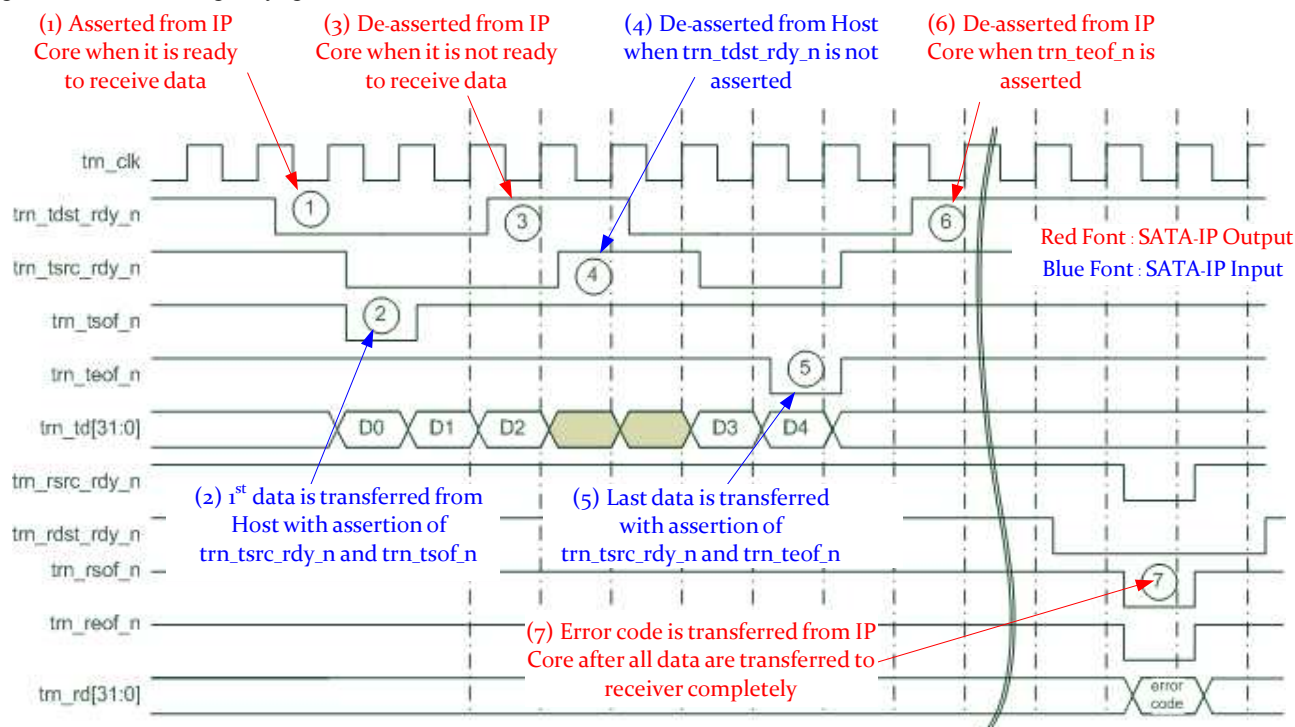 (1) Asserted from IP
Core when it is ready
to receive data
(3) De-asserted from IP
Core when it is not ready
to receive data
(4) De-asserted from Host
when trn_tdst_rdy_n is not
asserted
(6) De-asserted from IP
Core when trn_teof_n is
asserted
trn_clk
trn_tdst_rdy_n
1
3
6
Red Font : SATA-IP Output
Blue Font : SATA-IP Input
trn_tsrc_rdy_n
4
trn_tsof_n
2
trn_teof_n
5
trn_td[31:0]
D0
D1
D2
D3
D4
trn_rsrc_rdy_n
(2) 1st data is transferred from
Host with assertion of
trn_tsrc_rdy_n and trn_tsof_n
(5) Last data is transferred
with assertion of
trn_tsrc_rdy_n and trn_teof_n
trn_rdst_rdy_n
trn_rsof_n
7
trn_reof_n
(7) Error code is transferred from IP
Core after all data are transferred to
receiver completely
trn_rd[31:0]
error
code